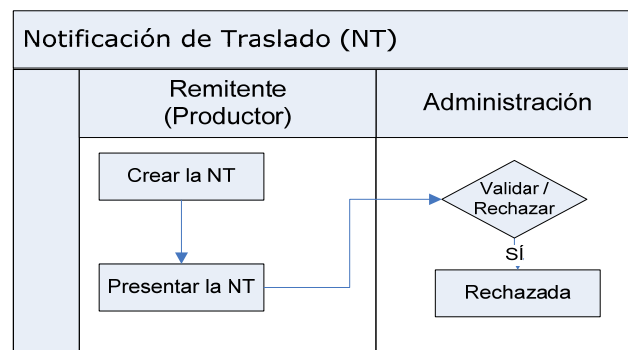 Notificación de Traslado (NT)
Remitente
(Productor)
Administración
Crear la NT
Presentar la NT
Validar /
Rechazar
SÍ
Rechazada